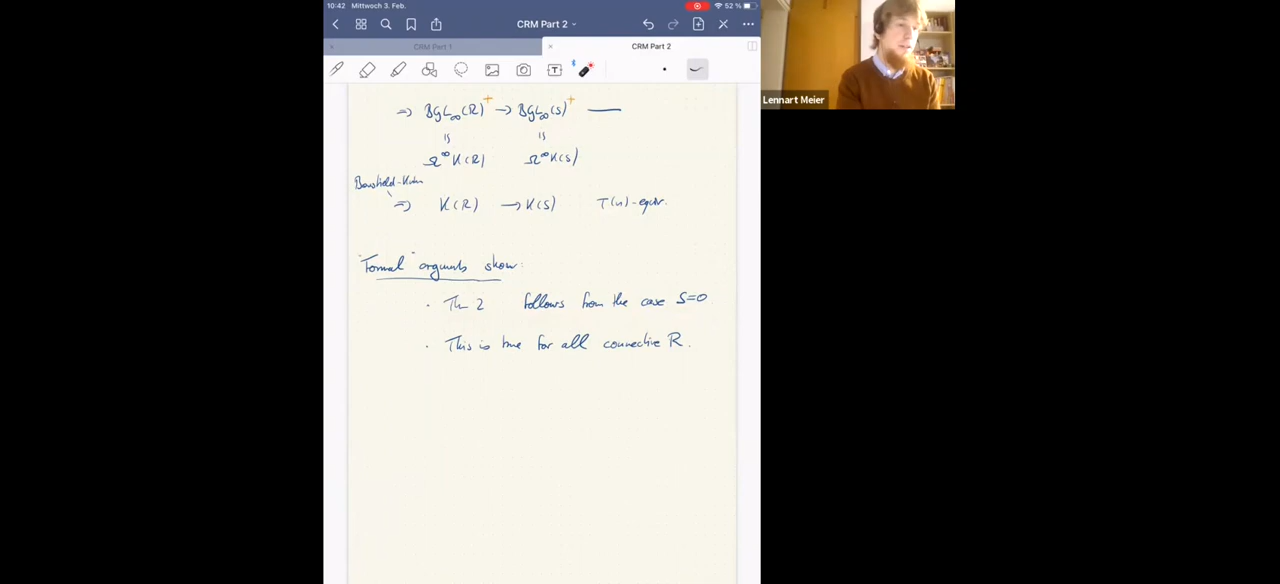 10:42 Mittwoch 3. Feb.
52 %
CRM Part 2
CRM Part 1
CRM Part 2
Lennart Meier
⇒ BGL∞(R)⁺ → BGL∞(S)⁺ ——
Ω∞K(R) Ω∞K(S)
Bousfield-Kuhn
⇒ K(R) → K(S) T(n)-equiv.
"Formal" arguments show:
· Th 2 follows from the case S=0
· This is true for all connective R.